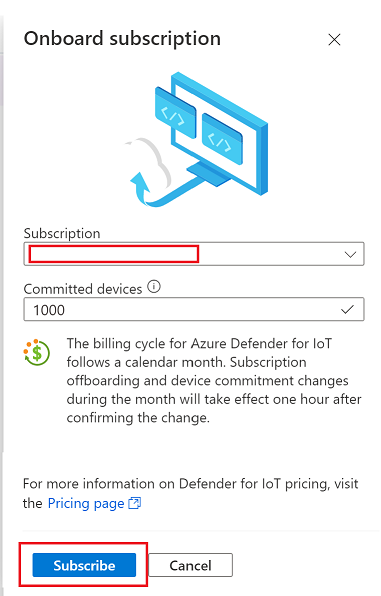 Onboard subscription
</>
</>
Subscription
Committed devices
1000
$
The billing cycle for Azure Defender for IoT
follows a calendar month. Subscription
offboarding and device commitment changes
during the month will take effect one hour after
confirming the change.
For more information on Defender for IoT pricing, visit
the Pricing page
Subscribe Cancel